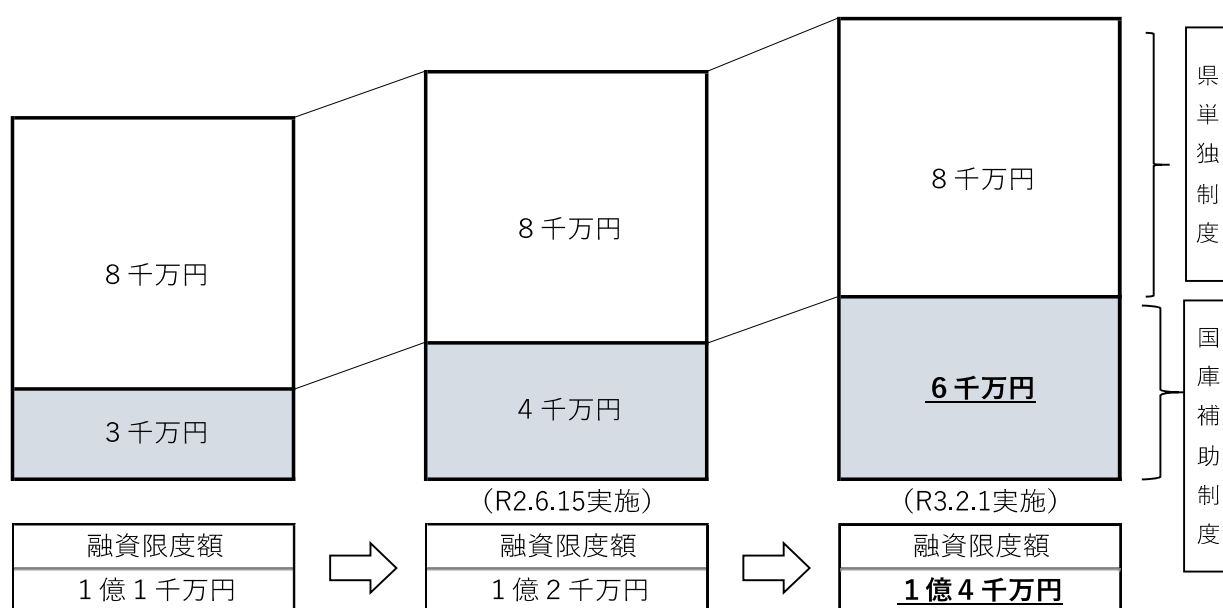 8千万円
3千万円
8千万円
4千万円
(R2.6.15実施)
8千万円
6千万円
(R3.2.1実施)
県単独制度
国庫補助制度
融資限度額
1億1千万円
融資限度額
1億2千万円
融資限度額
1億4千万円